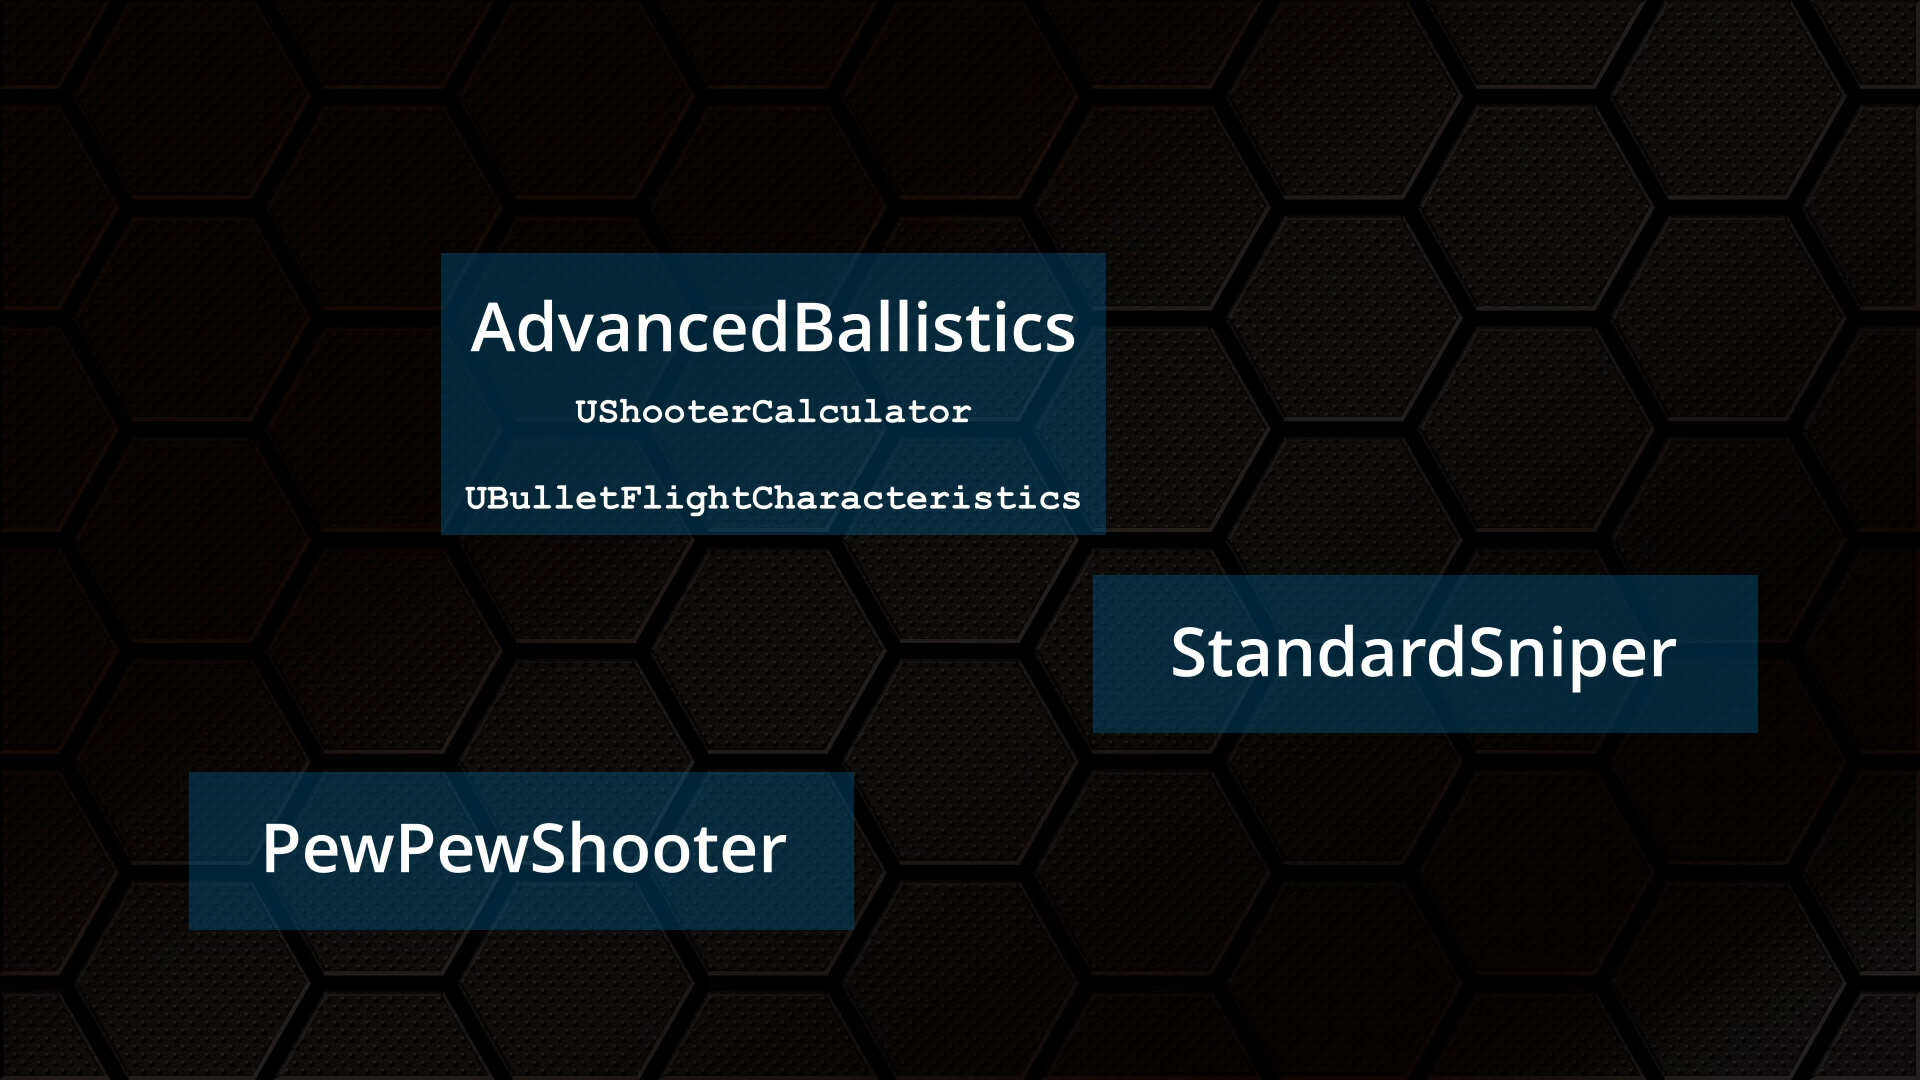 AdvancedBallistics
UShooterCalculator
UBulletFlightCharacteristics
StandardSniper
PewPewShooter